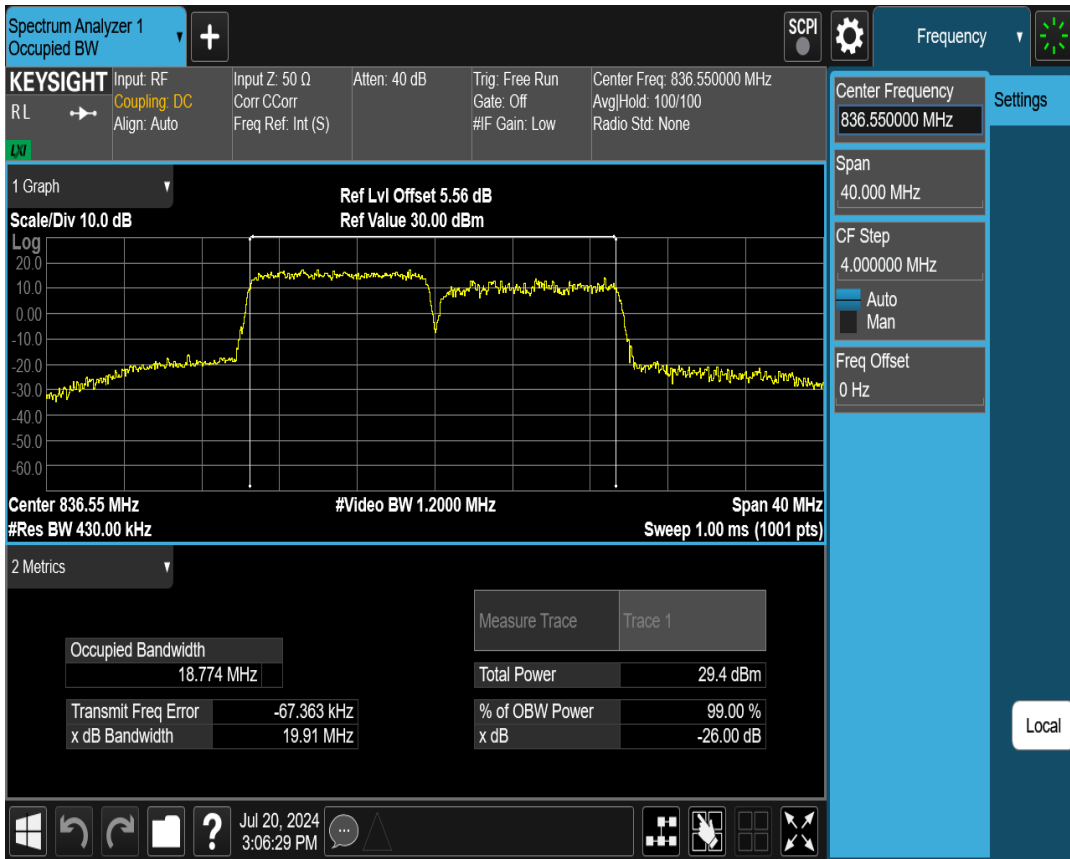 Spectrum Analyzer 1
Occupied BW
+
SCPI
Frequency
KEYSIGHT
RL
LXI
Input: RF
Coupling: DC
Align: Auto
Input Z: 50 Ω
Corr CCorr
Freq Ref: Int (S)
Atten: 40 dB
Trig: Free Run
Gate: Off
#IF Gain: Low
Center Freq: 836.550000 MHz
Avg|Hold: 100/100
Radio Std: None
Center Frequency
836.550000 MHz
Settings
Span
40.000 MHz
CF Step
4.000000 MHz
Auto
Man
Freq Offset
0 Hz
Local
1 Graph
Ref Lvl Offset 5.56 dB
Scale/Div 10.0 dB
Ref Value 30.00 dBm
Log
20.0
10.0
0.00
-10.0
-20.0
-30.0
-40.0
-50.0
-60.0
Center 836.55 MHz
#Video BW 1.2000 MHz
Span 40 MHz
#Res BW 430.00 kHz
Sweep 1.00 ms (1001 pts)
2 Metrics
Measure Trace
Trace 1
Occupied Bandwidth
18.774 MHz
Total Power
29.4 dBm
Transmit Freq Error
-67.363 kHz
% of OBW Power
99.00 %
x dB Bandwidth
19.91 MHz
x dB
-26.00 dB
?
Jul 20, 2024
3:06:29 PM